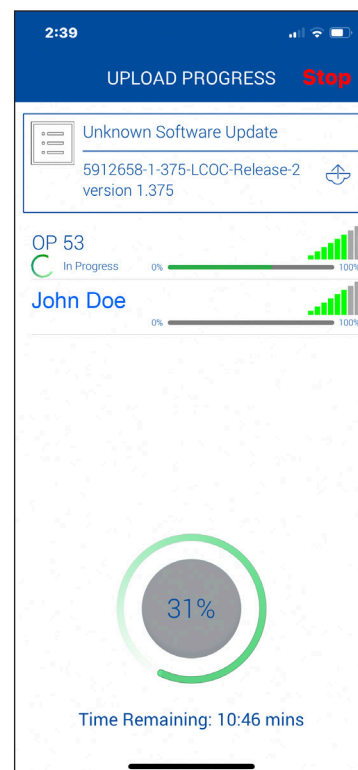 2:39
UPLOAD PROGRESS Stop
Unknown Software Update
5912658-1-375-LCOC-Release-2
version 1.375
OP 53
In Progress 0% 100%
John Doe
0% 100%
31%
Time Remaining: 10:46 mins